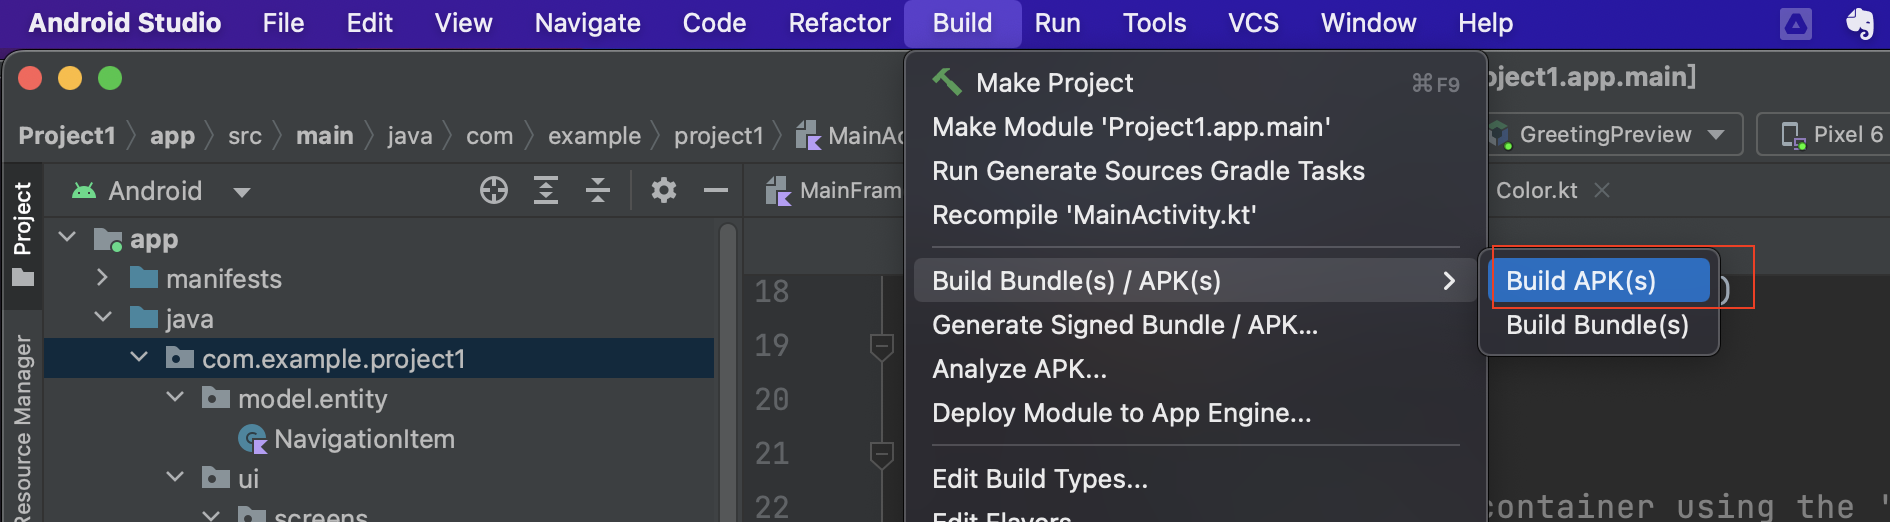 Android Studio File Edit View Navigate Code Refactor Build Run Tools VCS Window Help
Make Project ⌘F9
oject1.app.main]
Make Module 'Project1.app.main'
Project1 app src main java com example project1 MainAc
GreetingPreview Pixel 6
Run Generate Sources Gradle Tasks
Project
Android
MainFram
Color.kt
Recompile 'MainActivity.kt'
app
manifests
Build Bundle(s) / APK(s)
Build APK(s)
)
18
java
Generate Signed Bundle / APK...
Build Bundle(s)
19
com.example.project1
Analyze APK...
model.entity
20
Deploy Module to App Engine...
NavigationItem
21
Resource Manager
ui
Edit Build Types...
22
container using the '
screens
Edit Flavors